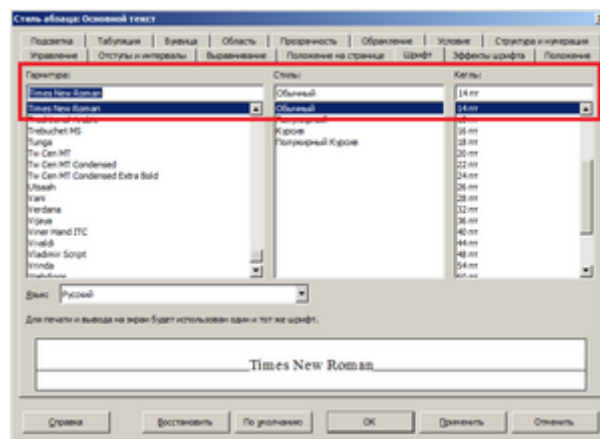 Стиль абзаца: Основной текст
Подсветка Табуляция Буквица Область Прозрачность Обрамление Условие Структура и нумерация
Управление Отступы и интервалы Выравнивание Положение на странице Шрифт Эффекты шрифта Положение
Гарнитура: Стиль: Кегль:
Times New Roman Обычный 14 пт
Times New Roman Обычный 14 пт
Полужирный
Trebuchet MS Курсив 16 пт
Tunga Полужирный Курсив 18 пт
Tw Cen MT 20 пт
Tw Cen MT Condensed 22 пт
Tw Cen MT Condensed Extra Bold 24 пт
Utsaah 26 пт
Vani 28 пт
Verdana 32 пт
Vijaya 36 пт
Viner Hand ITC 40 пт
Vivaldi 44 пт
Vladimir Script 48 пт
Vrinda 54 пт
Язык: Русский
Для печати и вывода на экран будет использован один и тот же шрифт.
Times New Roman
Справка Восстановить По умолчанию OK Применить Отменить